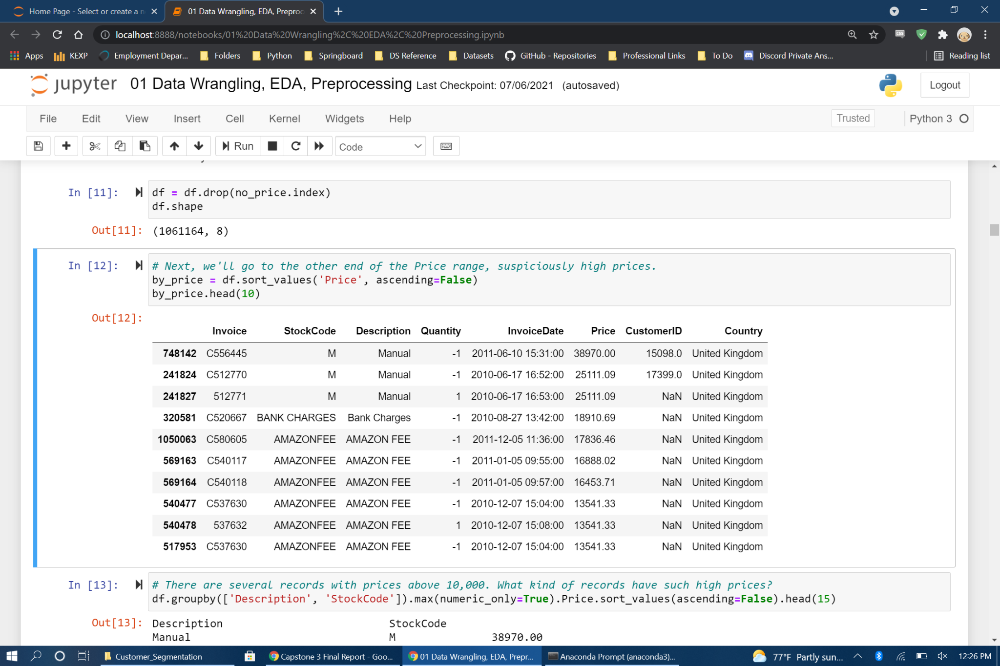 Home Page - Select or create a n
01 Data Wrangling, EDA, Preproc
localhost:8888/notebooks/01%20Data%20Wrangling%2C%20EDA%2C%20Preprocessing.ipynb
CSS
Apps KEXP Employment Depar... Folders Python Springboard DS Reference Datasets GitHub - Repositories Professional Links To Do Discord Private Ans... Reading list
jupyter 01 Data Wrangling, EDA, Preprocessing Last Checkpoint: 07/06/2021 (autosaved) Logout
File Edit View Insert Cell Kernel Widgets Help Trusted Python 3
Run Code
In [11]: df = df.drop(no_price.index)
df.shape
Out[11]: (1061164, 8)
In [12]: # Next, we'll go to the other end of the Price range, suspiciously high prices.
by_price = df.sort_values('Price', ascending=False)
by_price.head(10)
Out[12]:
Invoice StockCode Description Quantity InvoiceDate Price CustomerID Country
748142 C556445 M Manual -1 2011-06-10 15:31:00 38970.00 15098.0 United Kingdom
241824 C512770 M Manual -1 2010-06-17 16:52:00 25111.09 17399.0 United Kingdom
241827 512771 M Manual 1 2010-06-17 16:53:00 25111.09 NaN United Kingdom
320581 C520667 BANK CHARGES Bank Charges -1 2010-08-27 13:42:00 18910.69 NaN United Kingdom
1050063 C580605 AMAZONFEE AMAZON FEE -1 2011-12-05 11:36:00 17836.46 NaN United Kingdom
569163 C540117 AMAZONFEE AMAZON FEE -1 2011-01-05 09:55:00 16888.02 NaN United Kingdom
569164 C540118 AMAZONFEE AMAZON FEE -1 2011-01-05 09:57:00 16453.71 NaN United Kingdom
540477 C537630 AMAZONFEE AMAZON FEE -1 2010-12-07 15:04:00 13541.33 NaN United Kingdom
540478 537632 AMAZONFEE AMAZON FEE 1 2010-12-07 15:08:00 13541.33 NaN United Kingdom
517953 C537630 AMAZONFEE AMAZON FEE -1 2010-12-07 15:04:00 13541.33 NaN United Kingdom
In [13]: # There are several records with prices above 10,000. What kind of records have such high prices?
df.groupby(['Description', 'StockCode']).max(numeric_only=True).Price.sort_values(ascending=False).head(15)
Out[13]: Description StockCode
Manual M 38970.00
Customer_Segmentation Capstone 3 Final Report - Goo... 01 Data Wrangling, EDA, Prepr... Anaconda Prompt (anaconda3)... 77°F Partly sun... 12:26 PM